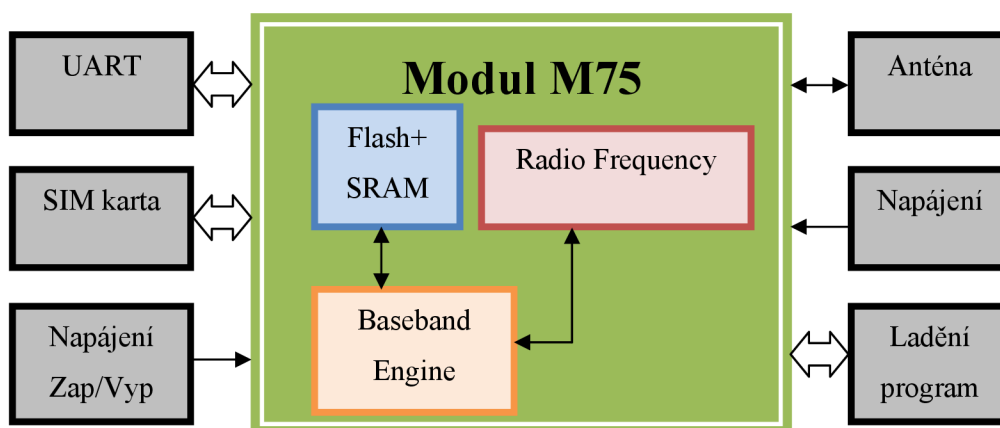 UART
SIM karta
Napájení
Zap/Vyp
Modul M75
Flash+
SRAM
Radio Frequency
Baseband
Engine
Anténa
Napájení
Ladění
program